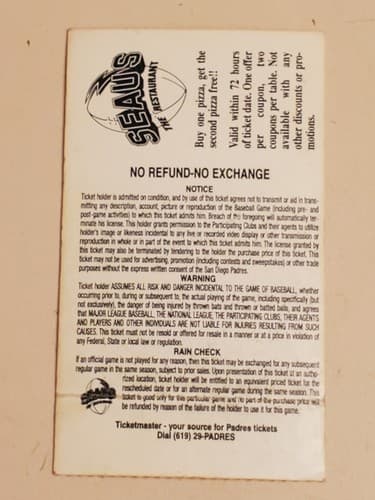 SEAUS
THE RESTAURANT
Buy one pizza, get the
second pizza free!!
Valid within 72 hours
of ticket date. One offer
per coupon, two
coupons per table. Not
available with any
other discounts or pro-
motions.
NO REFUND-NO EXCHANGE
NOTICE
Ticket holder is admitted on condition, and by use of this ticket agrees not to transmit or aid in trans-
mitting any description, account, picture or reproduction of the Baseball Game (including pre- and
post-game activities) to which this ticket admits him. Breach of the foregoing will automatically ter-
minate his license. This holder grants permission to the Participating Clubs and their agents to utilize
holder's image or likeness incidental to any live or recorded video display or other transmission or
reproduction in whole or in part of the event to which this ticket admits him. The license granted by
this ticket may also be terminated by tendering to the holder the purchase price of this ticket. This
ticket may not be used for advertising, promotion (including contests and sweepstakes) or other trade
purposes without the express written consent of the San Diego Padres.
WARNING
Ticket holder ASSUMES ALL RISK AND DANGER INCIDENTAL TO THE GAME OF BASEBALL, whether
occurring prior to, during or subsequent to, the actual playing of the game, including specifically (but
not exclusively), the danger of being injured by thrown bats and thrown or batted balls, and agrees
that MAJOR LEAGUE BASEBALL, THE NATIONAL LEAGUE, THE PARTICIPATING CLUBS, THEIR AGENTS
AND PLAYERS AND OTHER INDIVIDUALS ARE NOT LIABLE FOR INJURIES RESULTING FROM SUCH
CAUSES. This ticket must not be resold or offered for resale in a manner or at a price in violation of
any Federal, State or local law or regulation.
RAIN CHECK
If an official game is not played for any reason, then this ticket may be exchanged for any subsequent
regular game in the same season, subject to prior sales. Upon presentation of this ticket at an autho-
rized location, ticket holder will be entitled to an equivalent priced ticket for the
rescheduled date or for an alternate regular game during the same season. This
ticket is good only for this particular game and no part of the purchase price will
be refunded by reason of the failure of the holder to use it for this game.
SEAUS
Ticketmaster - your source for Padres tickets
Dial (619) 29-PADRES